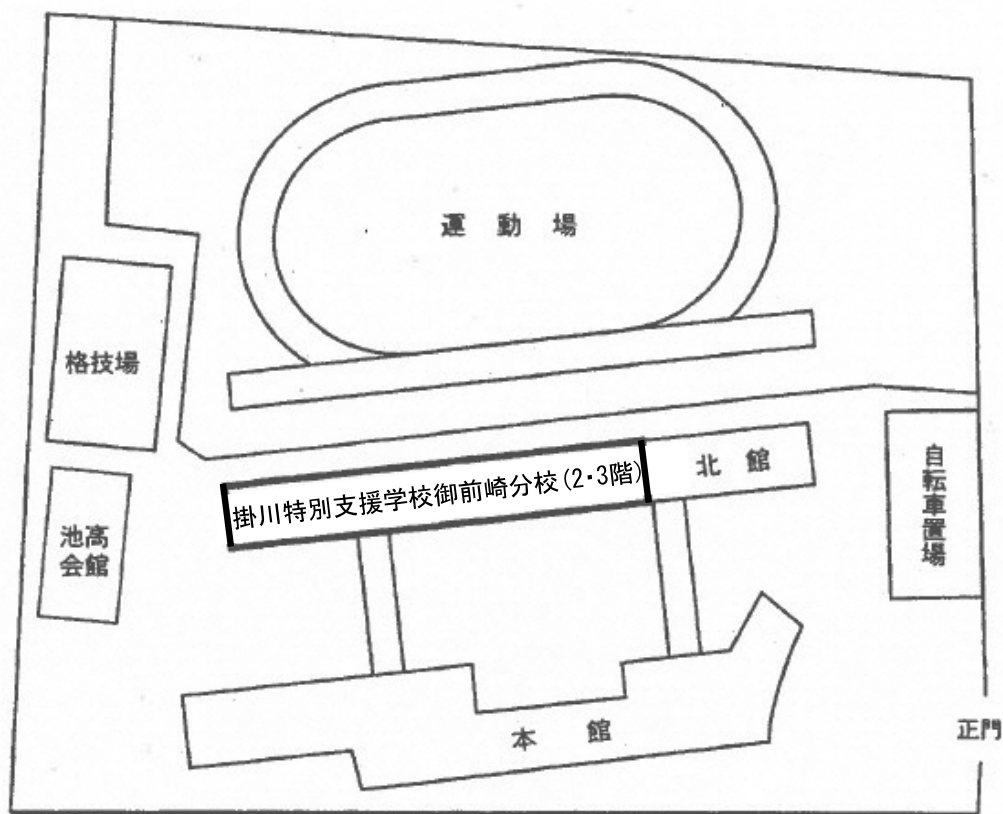 運動場
格技場
北館
掛川特別支援学校御前崎分校(2・3階)
自転車置場
池高
会館
本館
正門